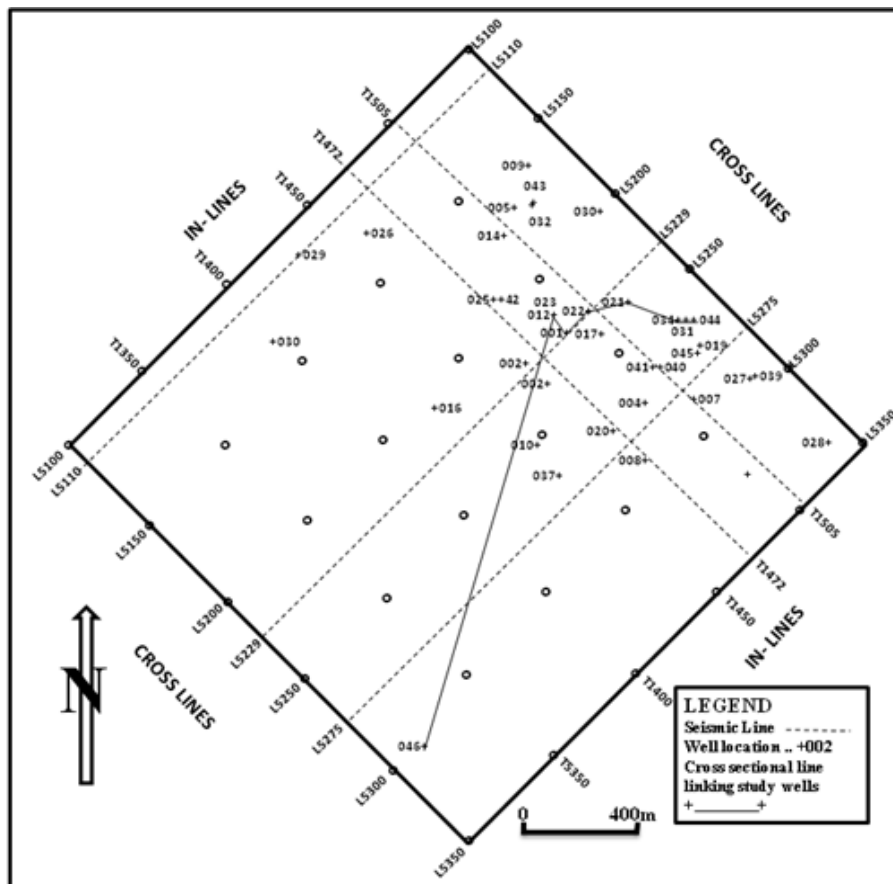 L5100
L5110
T1505
L5150
T1472
CROSS LINES
009+
043
L5200
IN- LINES
T1450
005+
030+
032
+026
014+
L5229
+029
T1400
L5250
025++42
023
021+
022+
012+
034+++044
L5275
031
001+
017+
+030
+019
045+
T1350
002+
041++040
L5300
027+
+039
002+
+007
+016
004+
L5350
L5100
020+
010+
028+
008+
L5110
037+
+
T1505
L5150
T1472
T1450
L5200
IN- LINES
L5229
CROSS LINES
N
L5250
T1400
LEGEND
Seismic Line ----------
Well location .. +002
Cross sectional line
linking study wells
+_________+
L5275
046+
L5300
T5350
0 400m
L5350